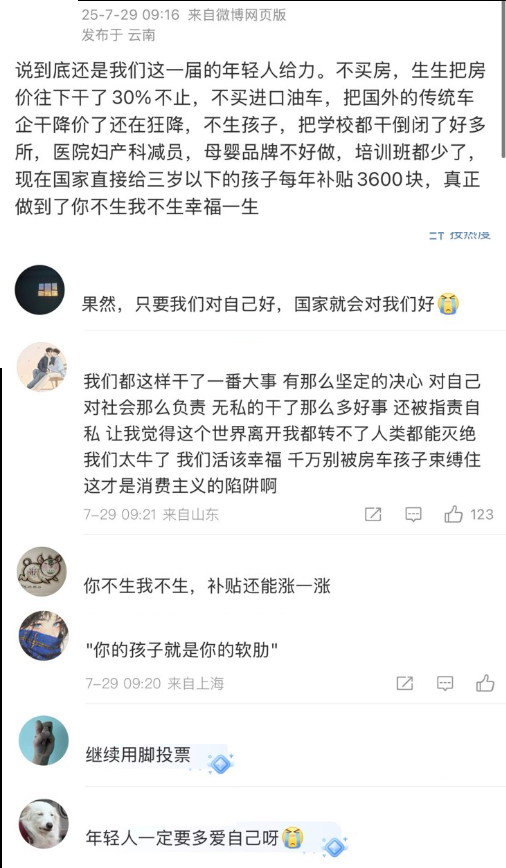 25-7-29 09:16 来自微博网页版
发布于 云南
说到底还是我们这一届的年轻人给力。不买房，生生把房
价往下干了30%不止，不买进口油车，把国外的传统车
企干降价了还在狂降，不生孩子，把学校都干倒闭了好多
所，医院妇产科减员，母婴品牌不好做，培训班都少了，
现在国家直接给三岁以下的孩子每年补贴3600块，真正
做到了你不生我不生幸福一生
按热度
果然，只要我们对自己好，国家就会对我们好😭
我们都这样干了一番大事 有那么坚定的决心 对自己
对社会那么负责 无私的干了那么多好事 还被指责自
私 让我觉得这个世界离开我都转不了人类都能灭绝
我们太牛了 我们活该幸福 千万别被房车孩子束缚住
这才是消费主义的陷阱啊
7-29 09:21 来自山东
123
你不生我不生，补贴还能涨一涨
"你的孩子就是你的软肋"
7-29 09:20 来自上海
继续用脚投票
年轻人一定要多爱自己呀😭